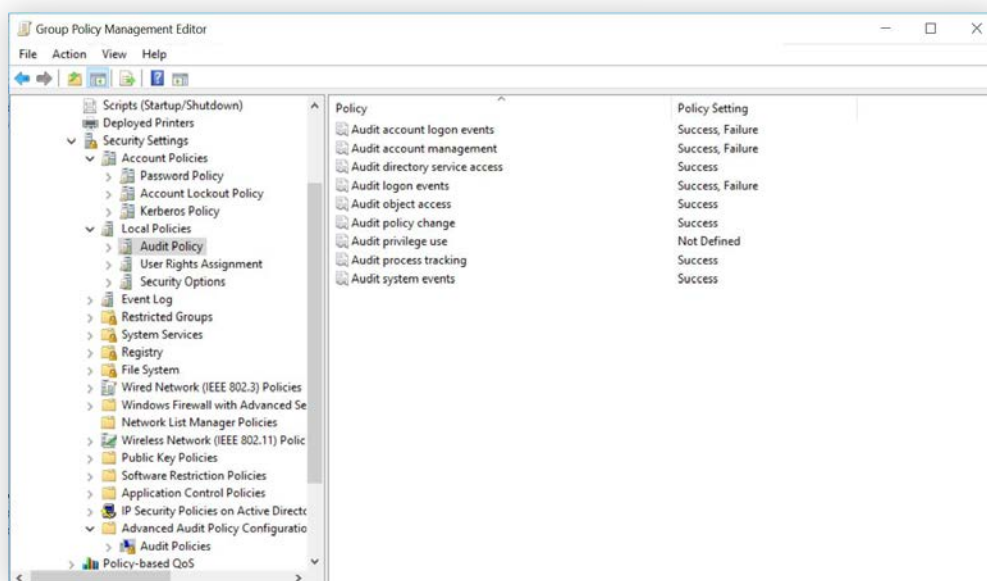 Group Policy Management Editor
File Action View Help
Scripts (Startup/Shutdown)
Deployed Printers
Security Settings
Account Policies
Password Policy
Account Lockout Policy
Kerberos Policy
Local Policies
Audit Policy
User Rights Assignment
Security Options
Event Log
Restricted Groups
System Services
Registry
File System
Wired Network (IEEE 802.3) Policies
Windows Firewall with Advanced Se
Network List Manager Policies
Wireless Network (IEEE 802.11) Polic
Public Key Policies
Software Restriction Policies
Application Control Policies
IP Security Policies on Active Directo
Advanced Audit Policy Configuratio
Audit Policies
Policy-based QoS
Policy Policy Setting
Audit account logon events Success, Failure
Audit account management Success, Failure
Audit directory service access Success
Audit logon events Success, Failure
Audit object access Success
Audit policy change Success
Audit privilege use Not Defined
Audit process tracking Success
Audit system events Success